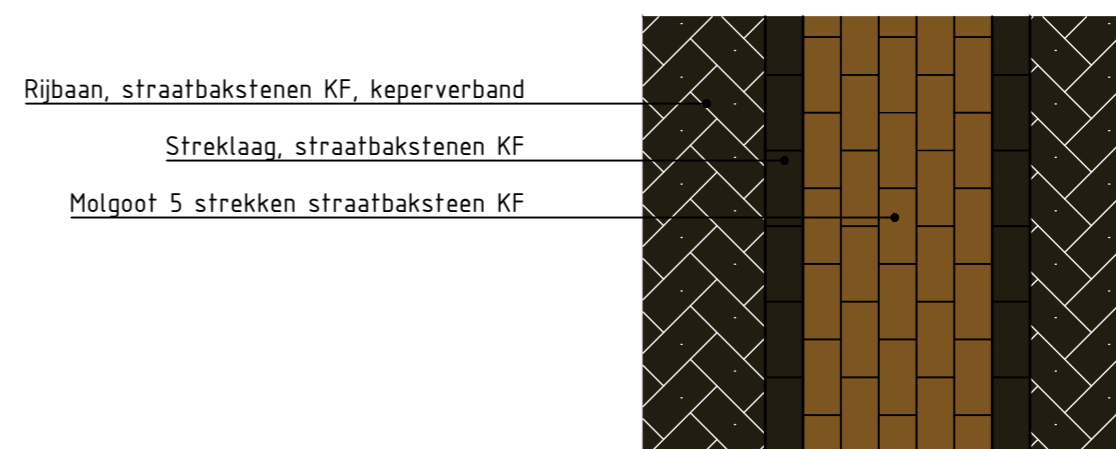 Rijbaan, straatbakstenen KF, keperverband
Streklaag, straatbakstenen KF
Molgoot 5 strekken straatbaksteen KF